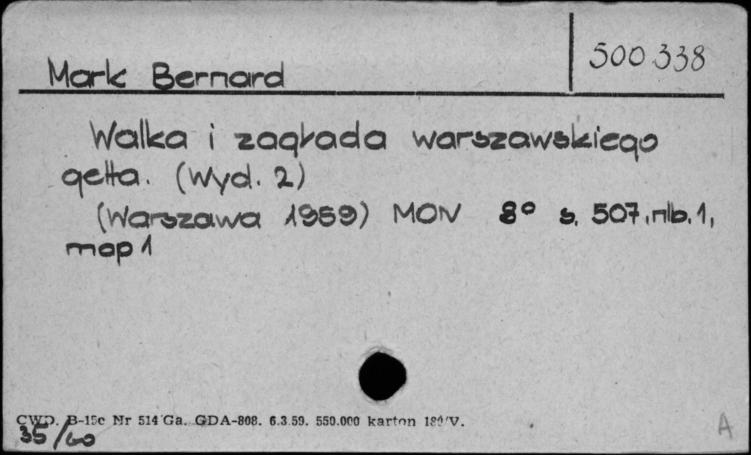 500 338
Mark Bernard
Walka i zagłada warszawskiego
getta. (Wyd. 2)
(Warszawa 1959) MON 8° s. 507, nlb. 1,
map 1
CWD. B-15c Nr 514 Ga. GDA-808. 6.3.59. 550.000 karton
35/60
A